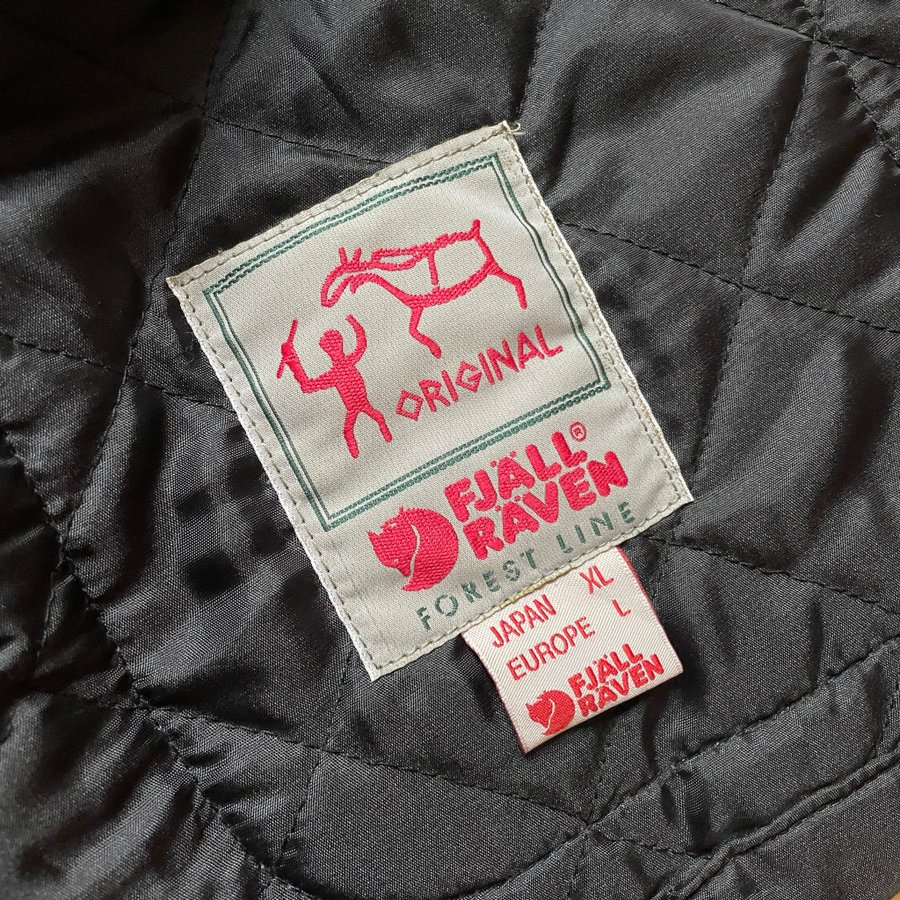 ORIGINAL
FJÄLL®
RÄVEN
FOREST LINE
JAPAN XL
EUROPE L
FJÄLL
RÄVEN